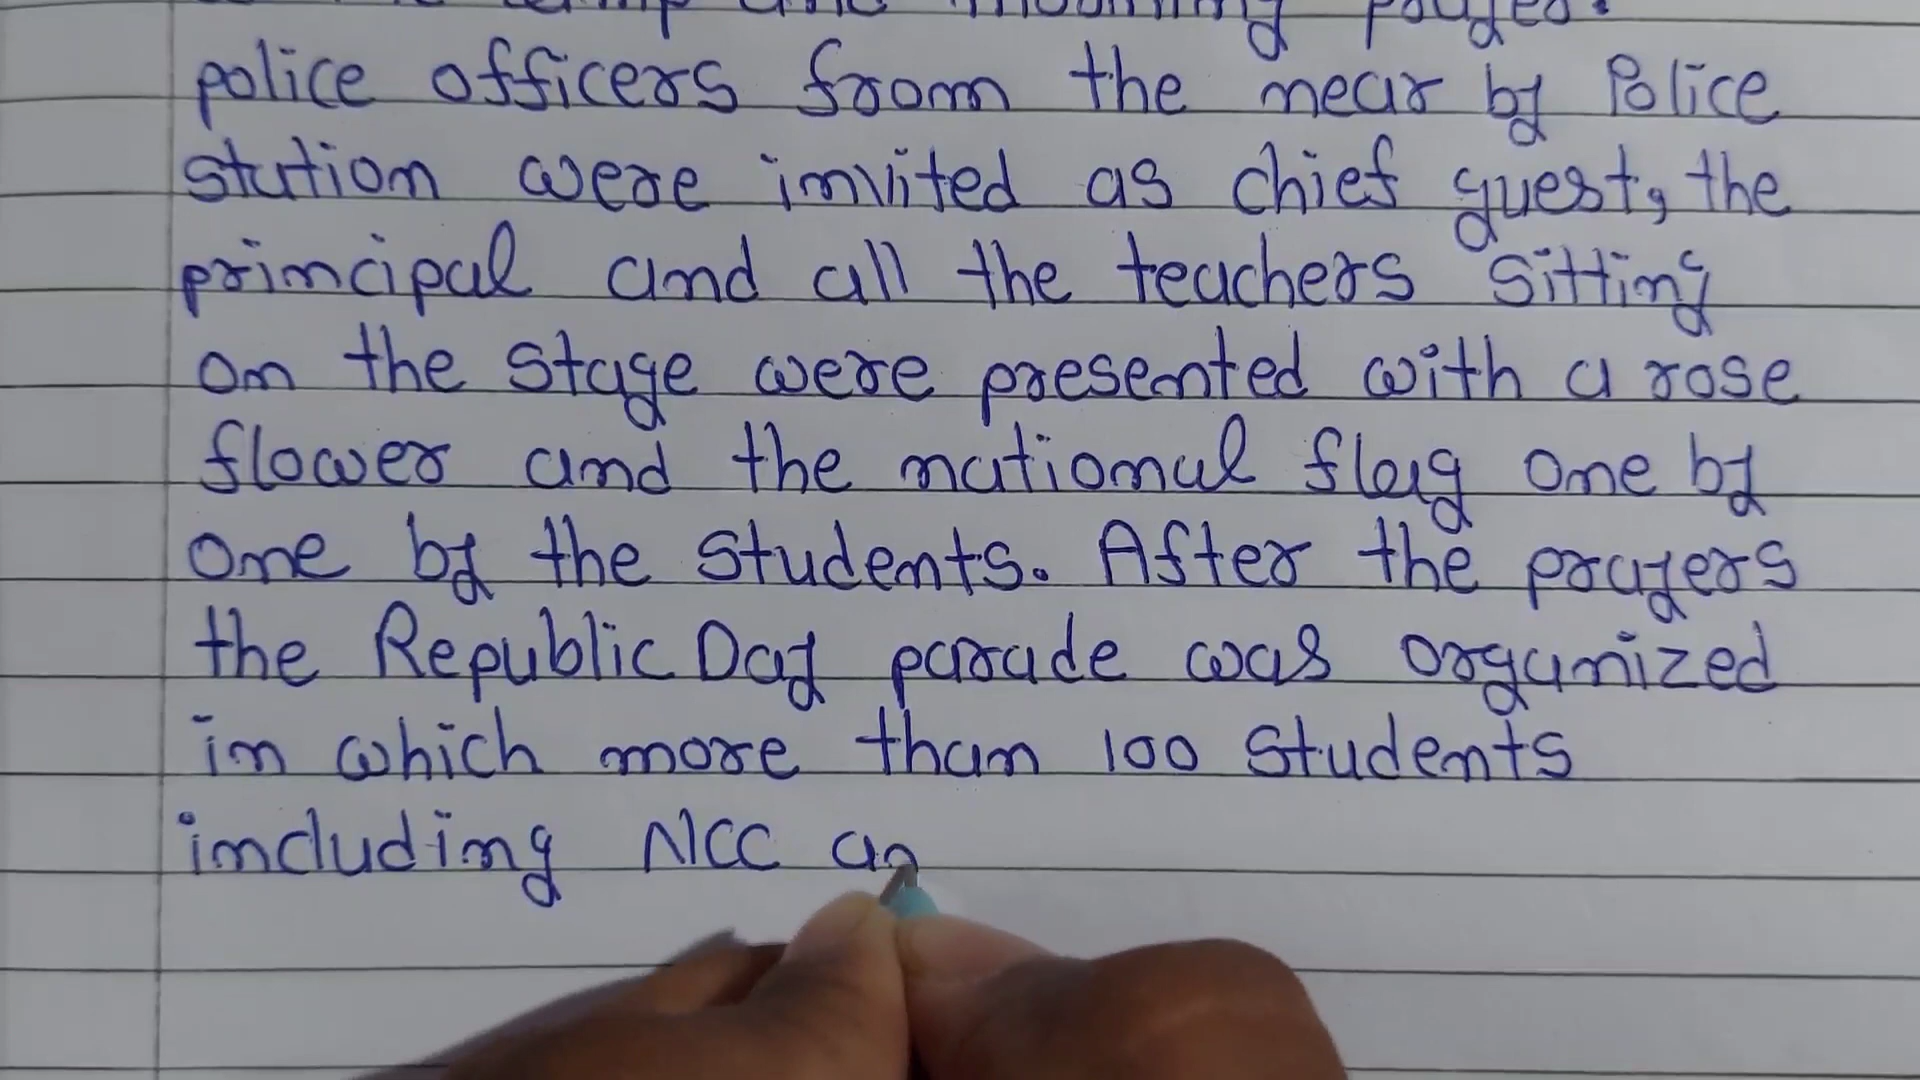 police officers from the near by Police
station were invited as chief guest, the
principal and all the teachers sitting
on the stage were presented with a rose
flower and the national flag one by
one by the students. After the prayers
the Republic Day parade was organized
in which more than 100 students
including NCC an